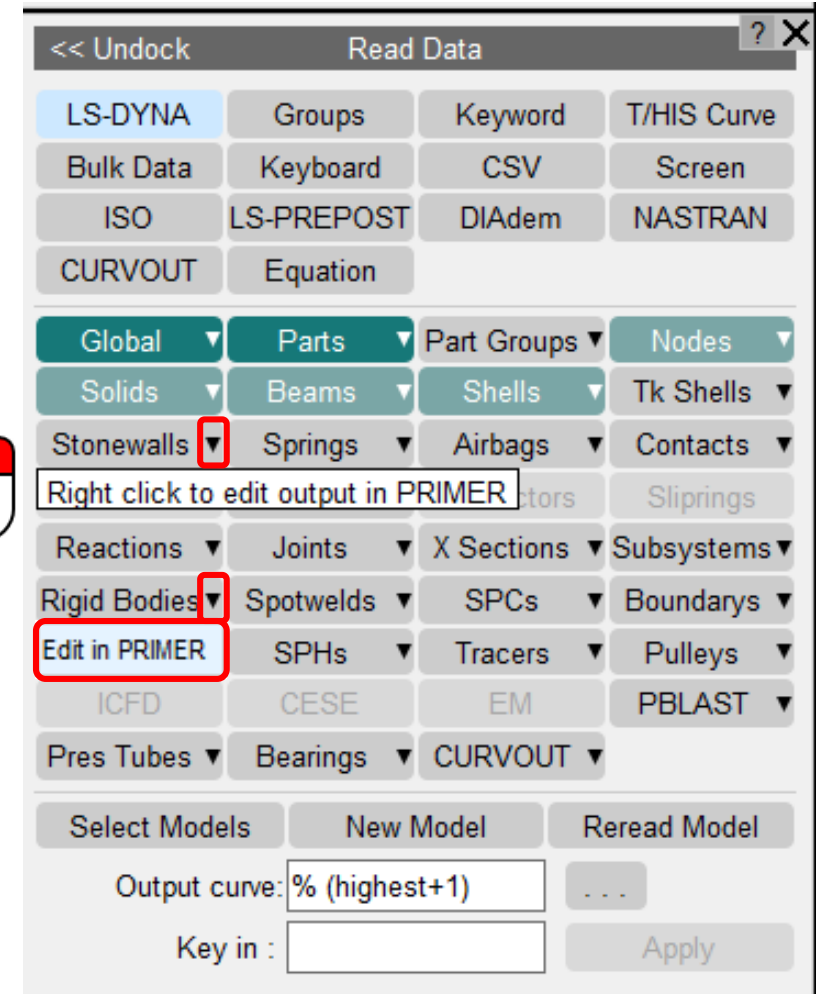 << Undock Read Data ? X
LS-DYNA Groups Keyword T/HIS Curve
Bulk Data Keyboard CSV Screen
ISO LS-PREPOST DIAdem NASTRAN
CURVOUT Equation
Global Parts Part Groups Nodes
Solids Beams Shells Tk Shells
Stonewalls Springs Airbags Contacts
Right click to edit output in PRIMER Sliprings
Reactions Joints X Sections Subsystems
Rigid Bodies Spotwelds SPCs Boundarys
Edit in PRIMER SPHs Tracers Pulleys
ICFD CESE EM PBLAST
Pres Tubes Bearings CURVOUT
Select Models New Model Reread Model
Output curve: % (highest+1) . . .
Key in : Apply